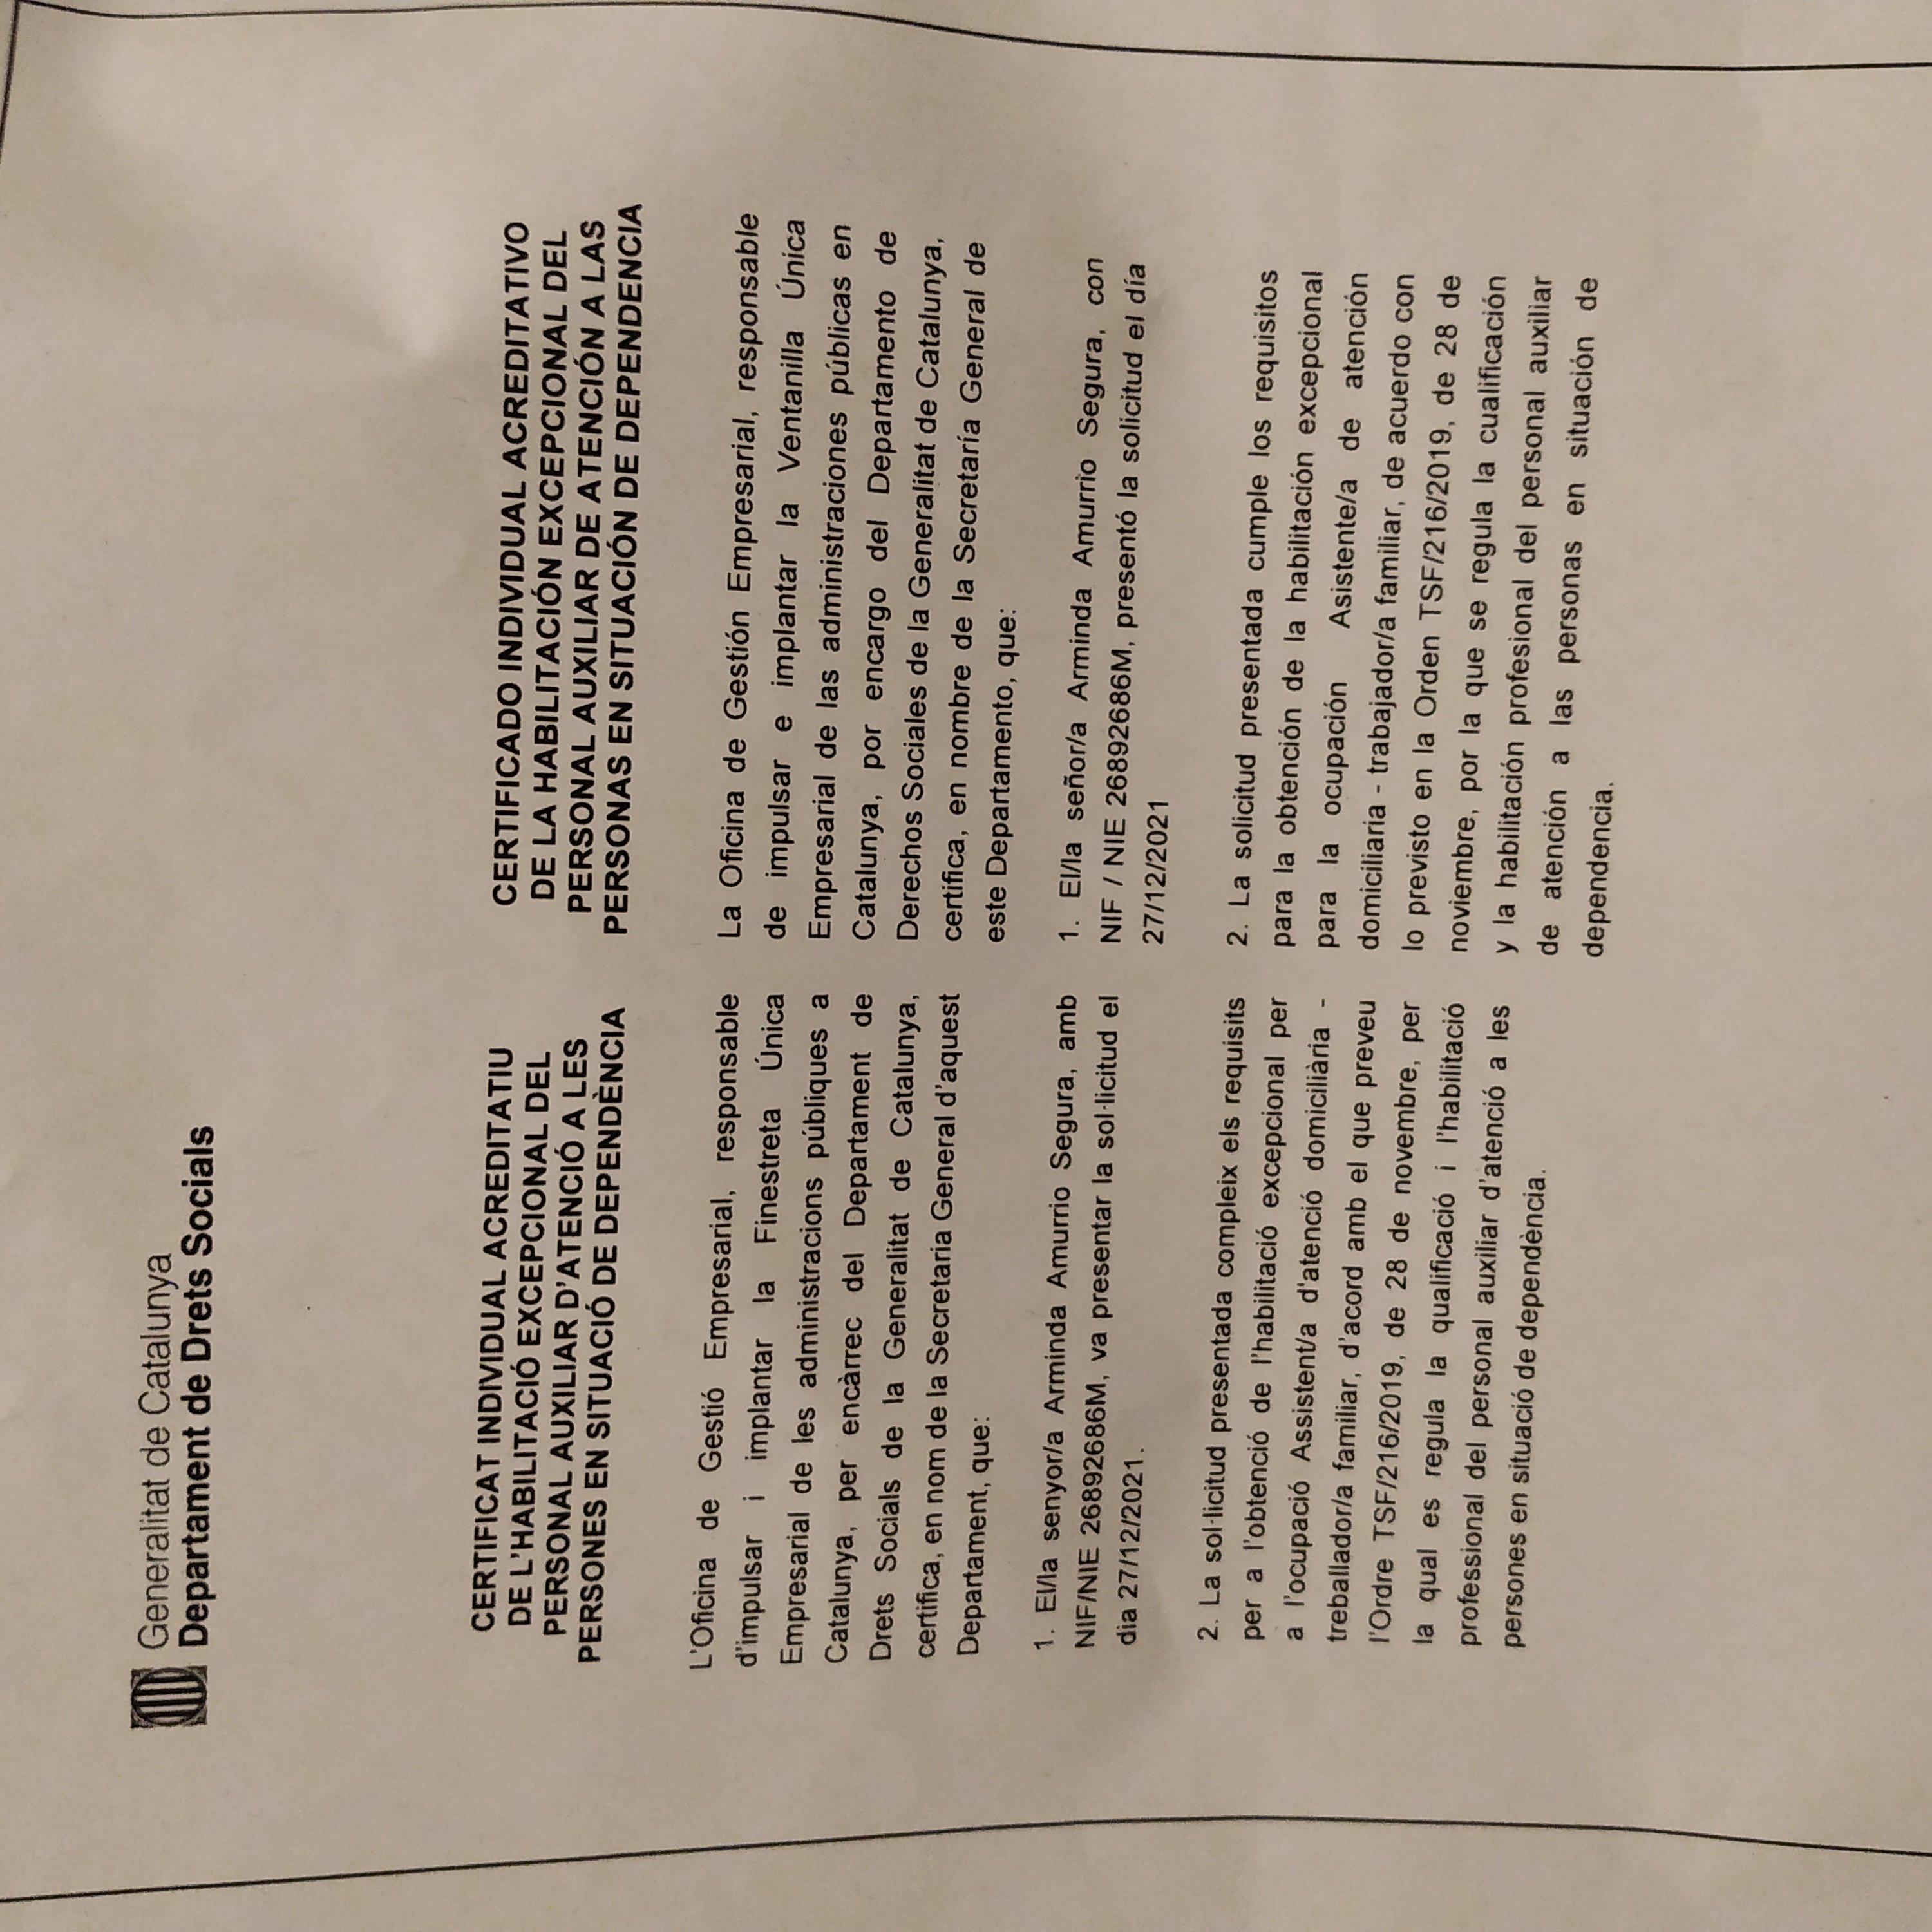 Generalitat de Catalunya
Departament de Drets Socials
CERTIFICAT INDIVIDUAL ACREDITATIU
DE L'HABILITACIÓ EXCEPCIONAL DEL
PERSONAL AUXILIAR D'ATENCIÓ A LES
PERSONES EN SITUACIÓ DE DEPENDÈNCIA
L'Oficina de Gestió Empresarial, responsable
d'impulsar i implantar la Finestreta Única
Empresarial de les administracions públiques a
Catalunya, per encàrrec del Departament de
Drets Socials de la Generalitat de Catalunya,
certifica, en nom de la Secretaria General d'aquest
Departament, que:
1. El/la senyor/a Arminda Amurrio Segura, amb
NIF/NIE 26892686M, va presentar la sol·licitud el
dia 27/12/2021.
2. La sol·licitud presentada compleix els requisits
per a l'obtenció de l'habilitació excepcional per
a l'ocupació Assistent/a d'atenció domiciliària -
treballador/a familiar, d'acord amb el que preveu
l'Ordre TSF/216/2019, de 28 de novembre, per
la qual es regula la qualificació i l'habilitació
professional del personal auxiliar d'atenció a les
persones en situació de dependència.
CERTIFICADO INDIVIDUAL ACREDITATIVO
DE LA HABILITACIÓN EXCEPCIONAL DEL
PERSONAL AUXILIAR DE ATENCIÓN A LAS
PERSONAS EN SITUACIÓN DE DEPENDENCIA
La Oficina de Gestión Empresarial, responsable
de impulsar e implantar la Ventanilla Única
Empresarial de las administraciones públicas en
Catalunya, por encargo del Departamento de
Derechos Sociales de la Generalitat de Catalunya,
certifica, en nombre de la Secretaría General de
este Departamento, que:
1. El/la señor/a Arminda Amurrio Segura, con
NIF / NIE 26892686M, presentó la solicitud el día
27/12/2021
2. La solicitud presentada cumple los requisitos
para la obtención de la habilitación excepcional
para la ocupación Asistente/a de atención
domiciliaria - trabajador/a familiar, de acuerdo con
lo previsto en la Orden TSF/216/2019, de 28 de
noviembre, por la que se regula la cualificación
y la habilitación profesional del personal auxiliar
de atención a las personas en situación de
dependencia.